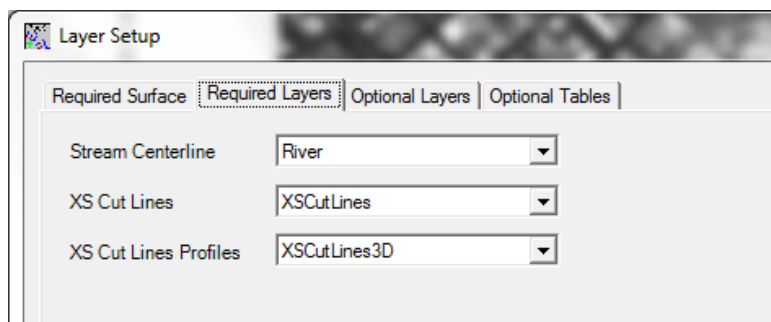 Layer Setup
Required Surface Required Layers Optional Layers Optional Tables
Stream Centerline River
XS Cut Lines XSCutLines
XS Cut Lines Profiles XSCutLines3D